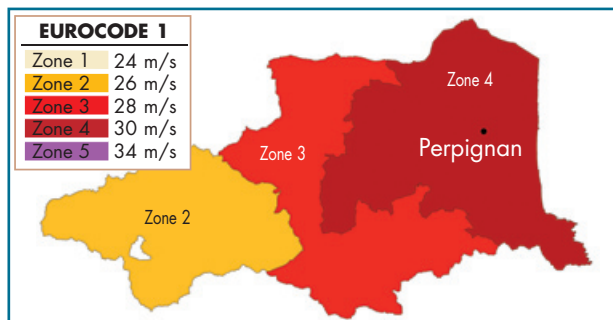 EUROCODE 1
Zone 1 24 m/s
Zone 2 26 m/s
Zone 3 28 m/s
Zone 4 30 m/s
Zone 5 34 m/s
Zone 4
Perpignan
Zone 3
Zone 2